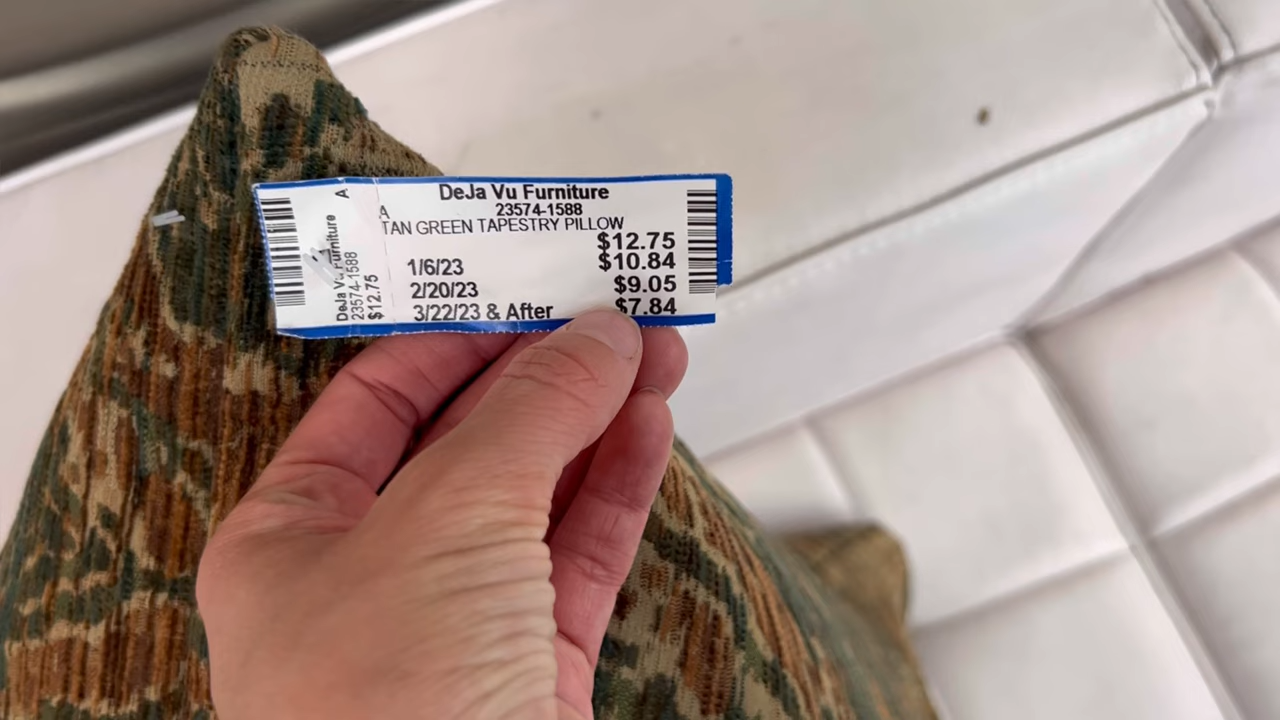 A
DeJa Vu Furniture
23574-1588
$12.75
DeJa Vu Furniture
23574-1588
A
TAN GREEN TAPESTRY PILLOW
$12.75
1/6/23 $10.84
2/20/23 $9.05
3/22/23 & After $7.84